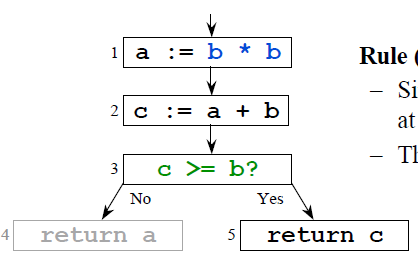 1 a := b * b
Rule (
2 c := a + b
– Si
at
3 c >= b?
– Th
No Yes
4 return a
5 return c